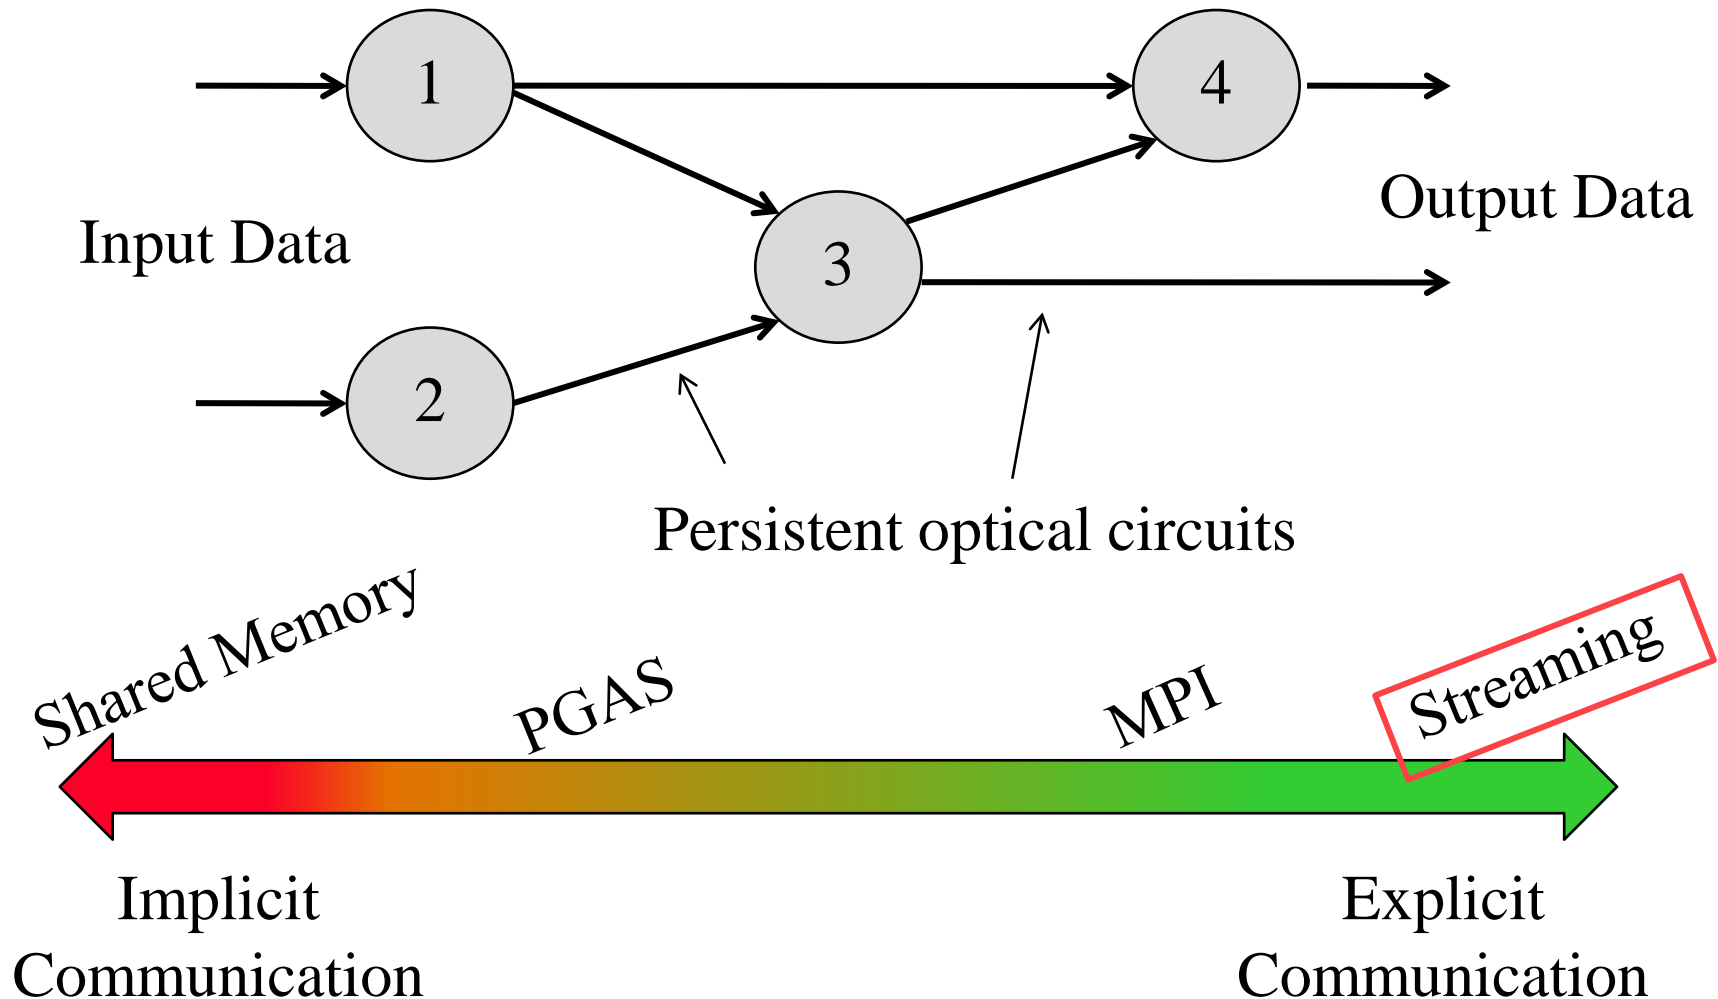 1
4
Output Data
Input Data
3
2
Persistent optical circuits
Shared Memory
PGAS
MPI
Streaming
Implicit
Communication
Explicit
Communication